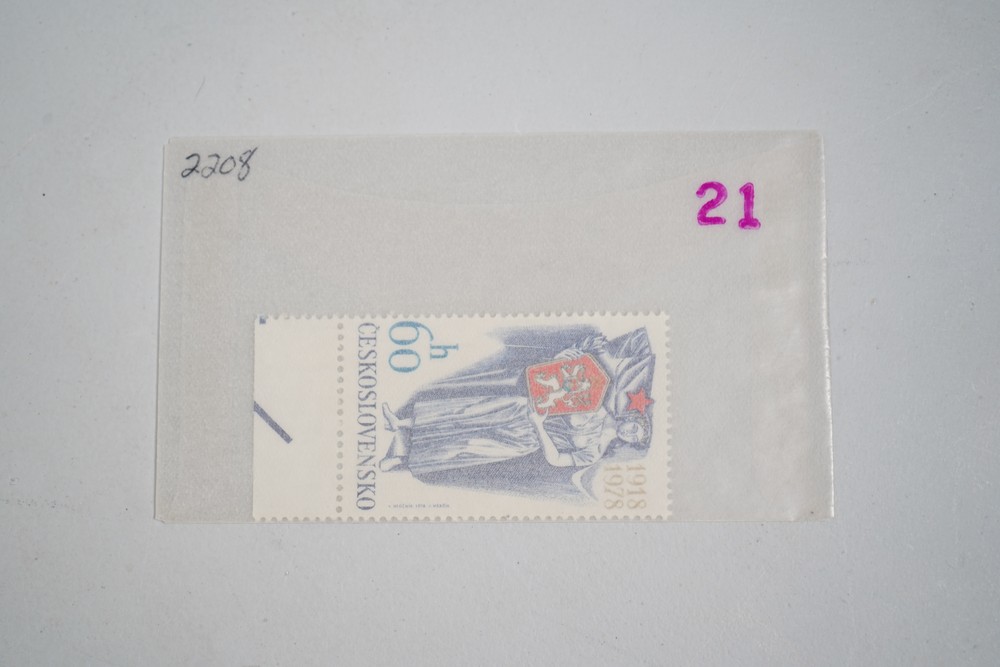 2208
21
60
h
ČESKOSLOVENSKO
1918
1978